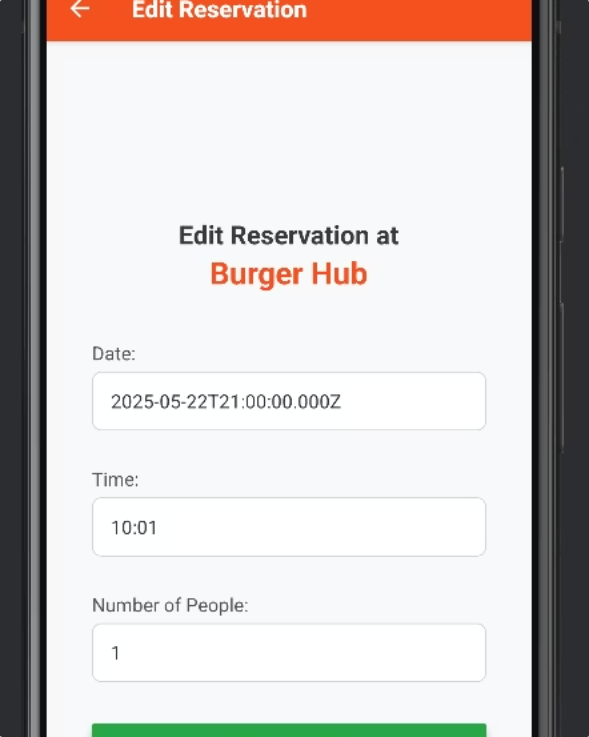 Edit Reservation
Edit Reservation at
Burger Hub
Date:
2025-05-22T21:00:00.000Z
Time:
10:01
Number of People:
1